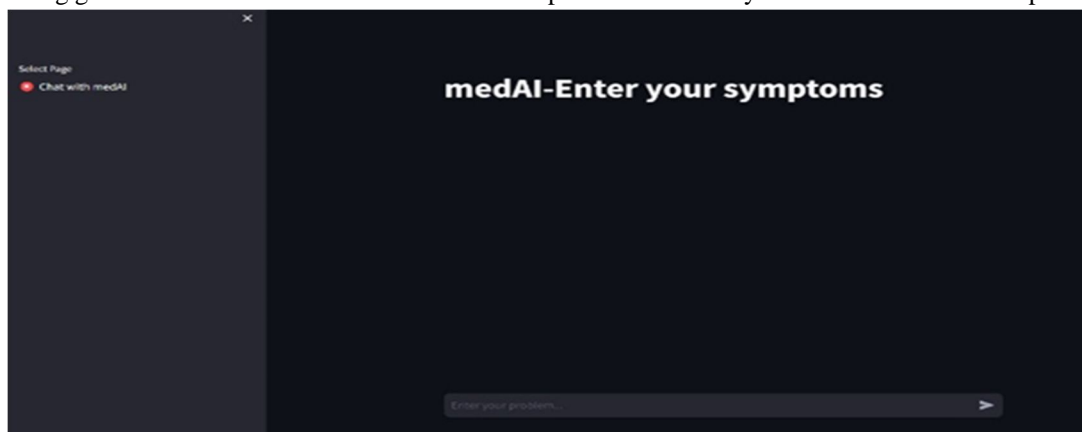 ×
Select Page
Chat with medAI
medAI-Enter your symptoms
Enter your problem...